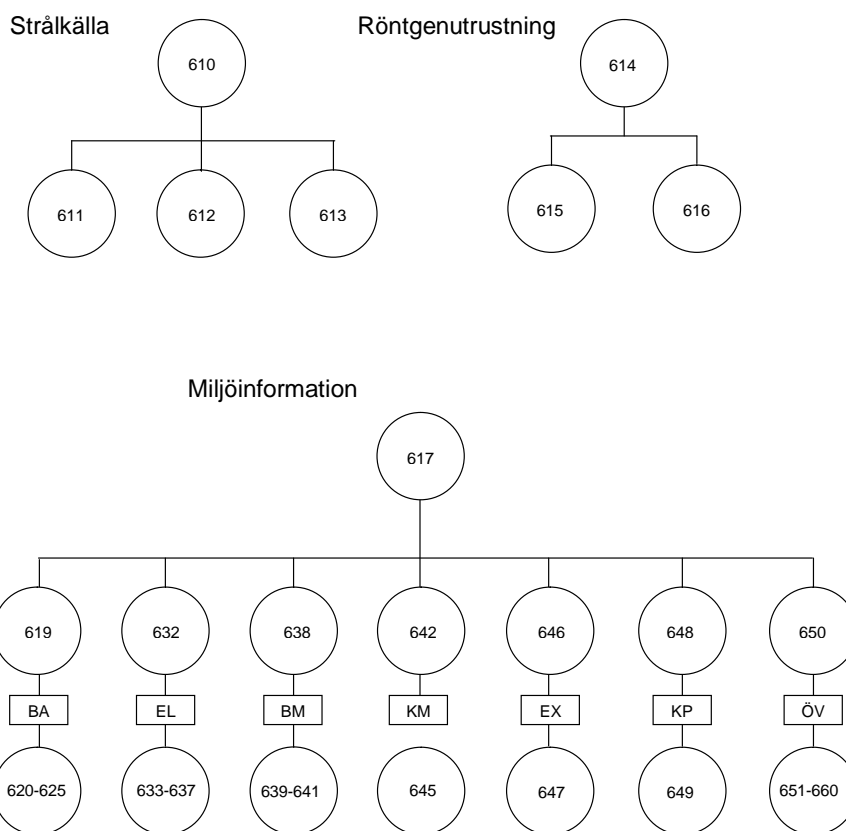 Strålkälla
Röntgenutrustning
610
614
611
612
613
615
616
Miljöinformation
617
619
632
638
642
646
648
650
BA
EL
BM
KM
EX
KP
ÖV
620-625
633-637
639-641
645
647
649
651-660